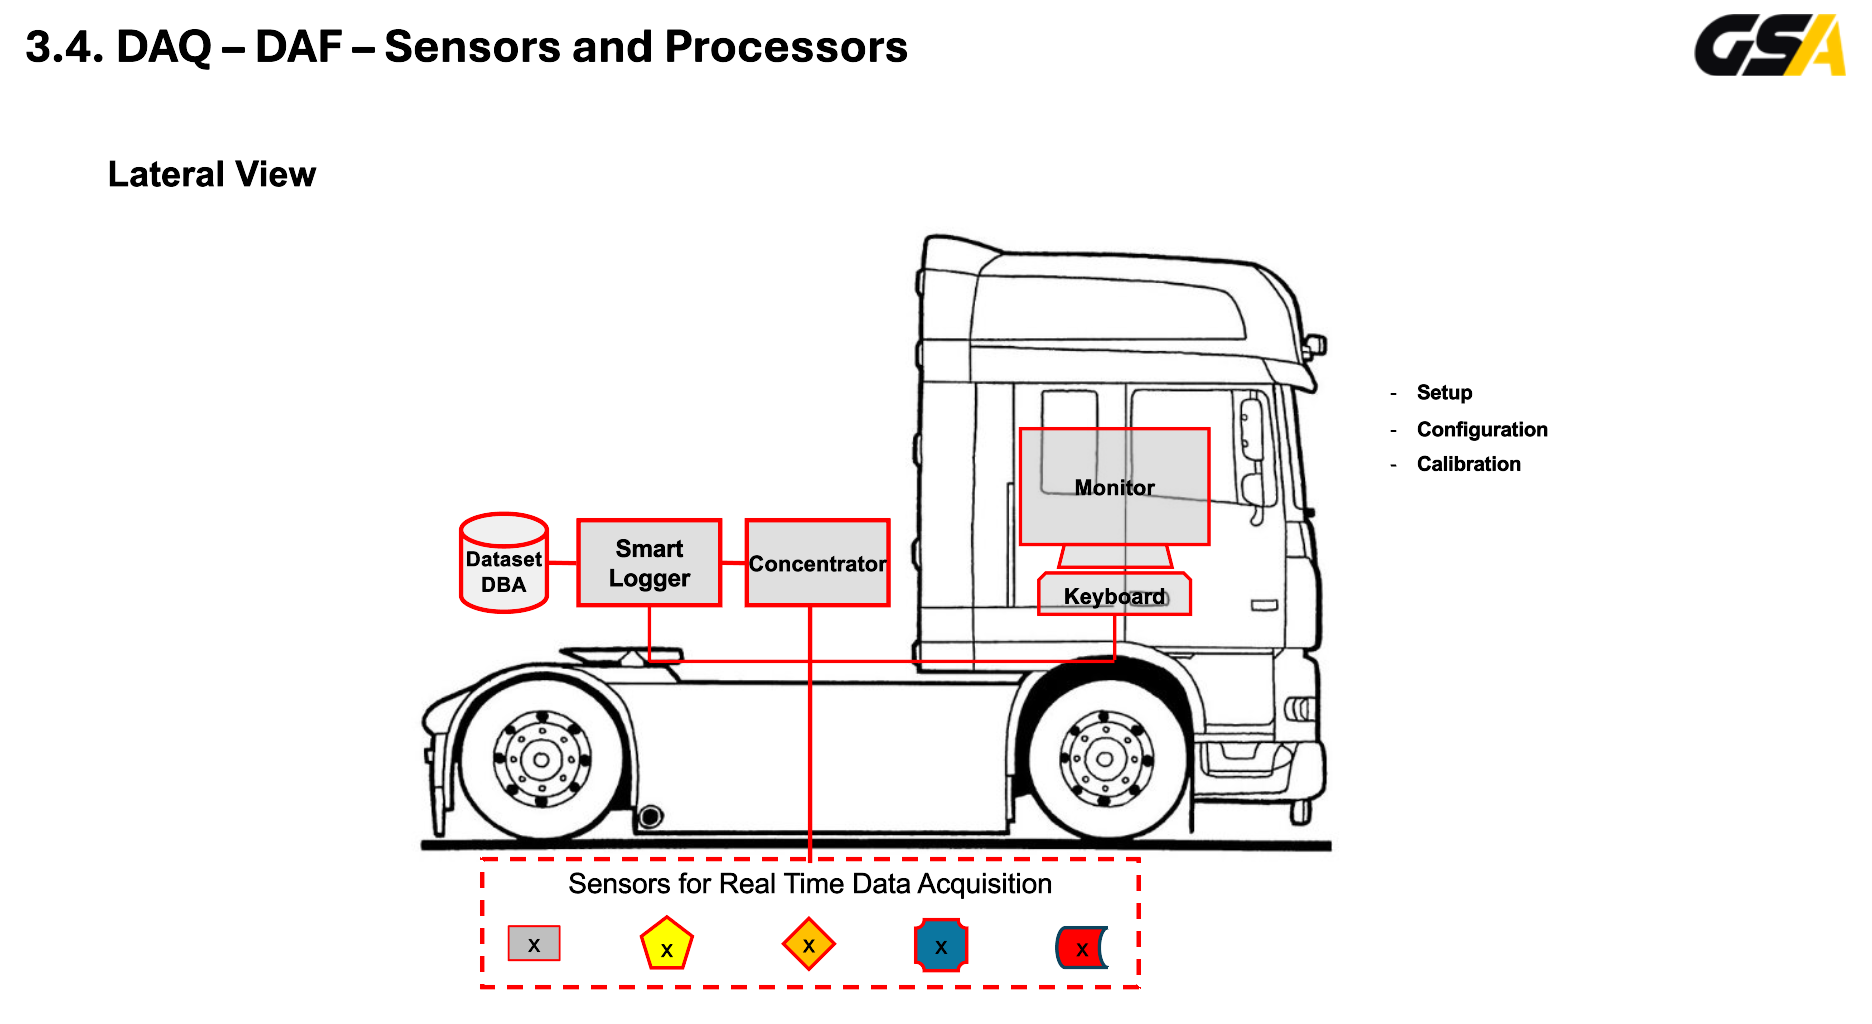 3.4. DAQ – DAF – Sensors and Processors
GSA
Lateral View
- Setup
- Configuration
- Calibration
Monitor
Keyboard
Dataset
DBA
Smart
Logger
Concentrator
Sensors for Real Time Data Acquisition
X X X X X